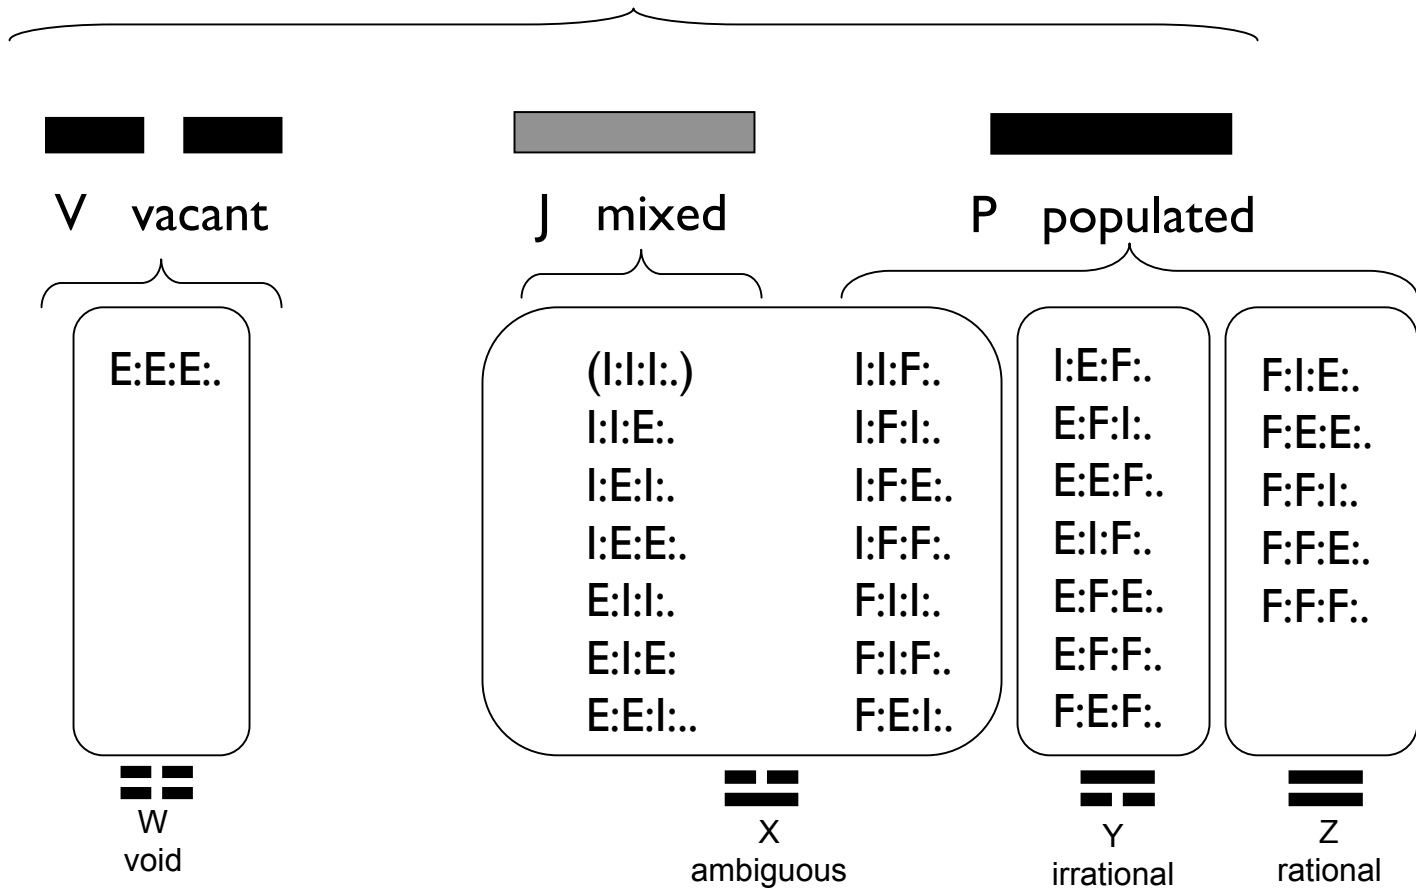 V vacant
J mixed
P populated
E:E:E:.
(I:I:I:.)
I:I:E:.
I:E:I:.
I:E:E:.
E:I:I:.
E:I:E:
E:E:I:..
I:I:F:.
I:F:I:.
I:F:E:.
I:F:F:.
F:I:I:.
F:I:F:.
F:E:I:.
I:E:F:.
E:F:I:.
E:E:F:.
E:I:F:.
E:F:E:.
E:F:F:.
F:E:F:.
F:I:E:.
F:E:E:.
F:F:I:.
F:F:E:.
F:F:F:.
W
void
X
ambiguous
Y
irrational
Z
rational